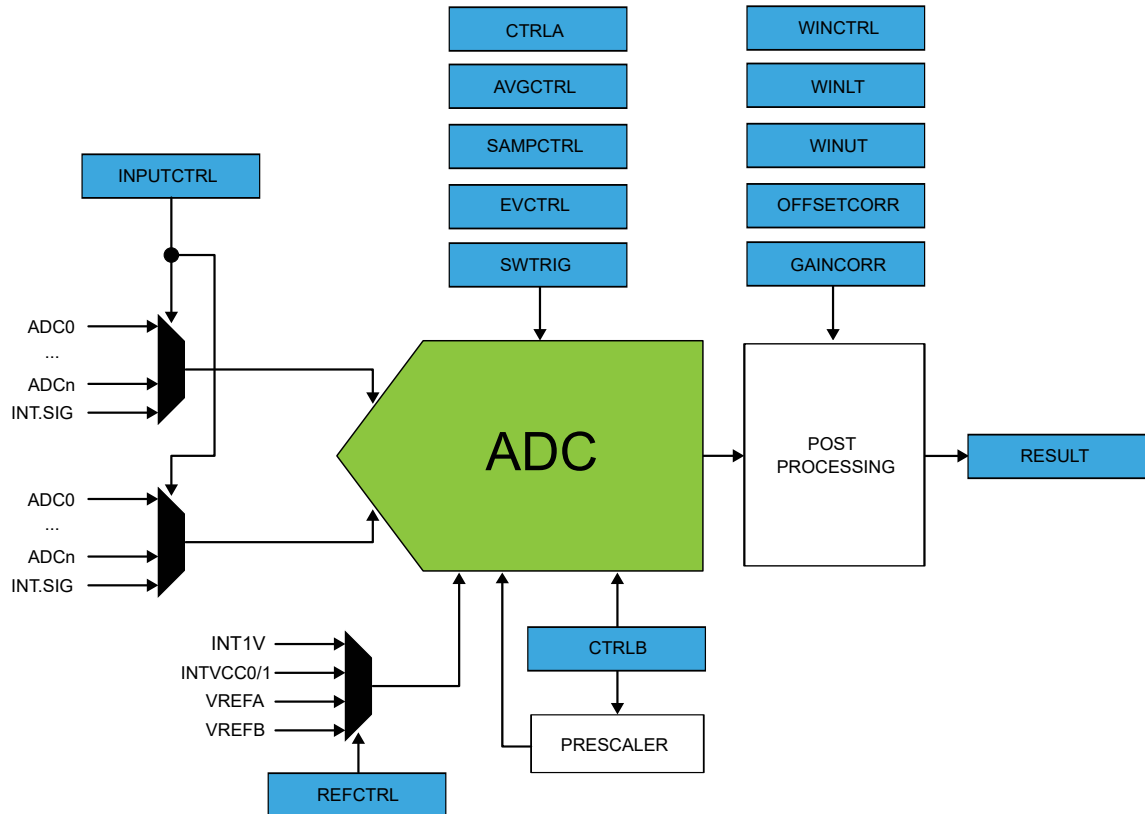 CTRLA
AVGCTRL
SAMPCTRL
EVCTRL
SWTRIG
WINCTRL
WINLT
WINUT
OFFSETCORR
GAINCORR
INPUTCTRL
ADC0
...
ADCn
INT.SIG
ADC0
...
ADCn
INT.SIG
ADC
POST
PROCESSING
RESULT
INT1V
INTVCC0/1
VREFA
VREFB
CTRLB
PRESCALER
REFCTRL